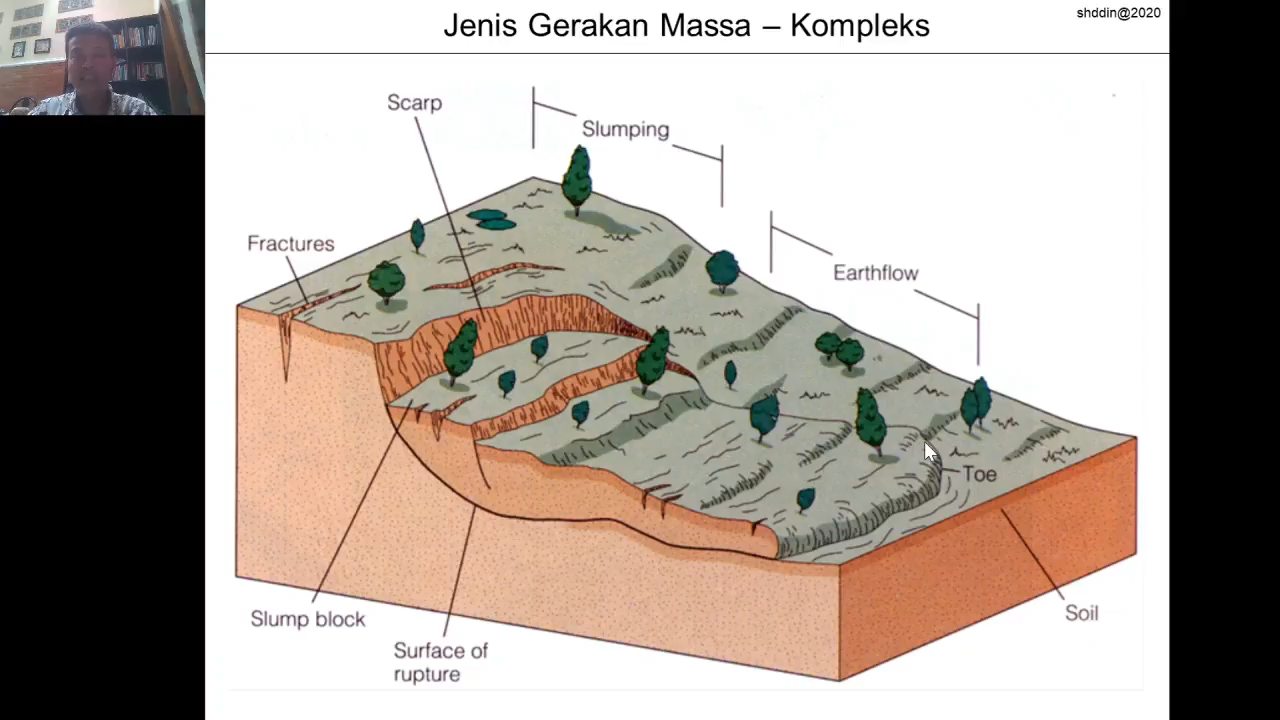 Jenis Gerakan Massa – Kompleks
shddin@2020
Scarp
Slumping
Fractures
Earthflow
Toe
Slump block
Surface of
rupture
Soil